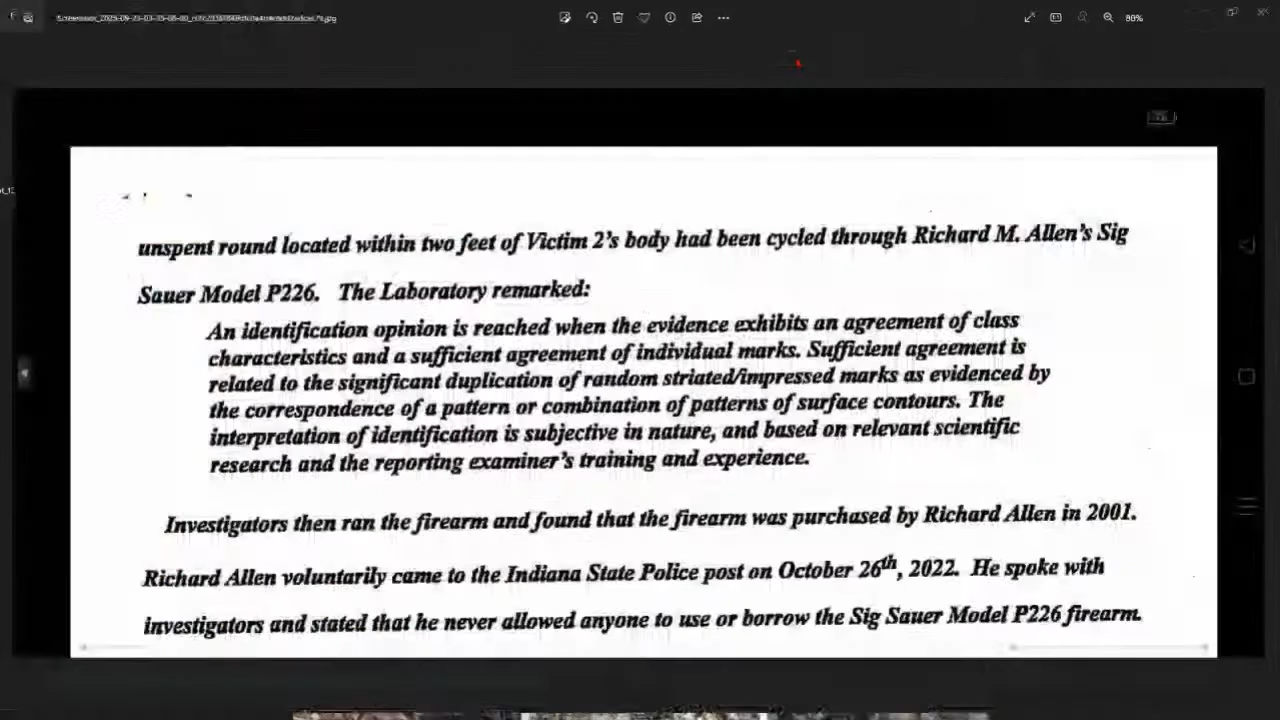 80%
unspent round located within two feet of Victim 2's body had been cycled through Richard M. Allen's Sig
Sauer Model P226. The Laboratory remarked:
An identification opinion is reached when the evidence exhibits an agreement of class
characteristics and a sufficient agreement of individual marks. Sufficient agreement is
related to the significant duplication of random striated/impressed marks as evidenced by
the correspondence of a pattern or combination of patterns of surface contours. The
interpretation of identification is subjective in nature, and based on relevant scientific
research and the reporting examiner's training and experience.
Investigators then ran the firearm and found that the firearm was purchased by Richard Allen in 2001.
Richard Allen voluntarily came to the Indiana State Police post on October 26th, 2022. He spoke with
investigators and stated that he never allowed anyone to use or borrow the Sig Sauer Model P226 firearm.